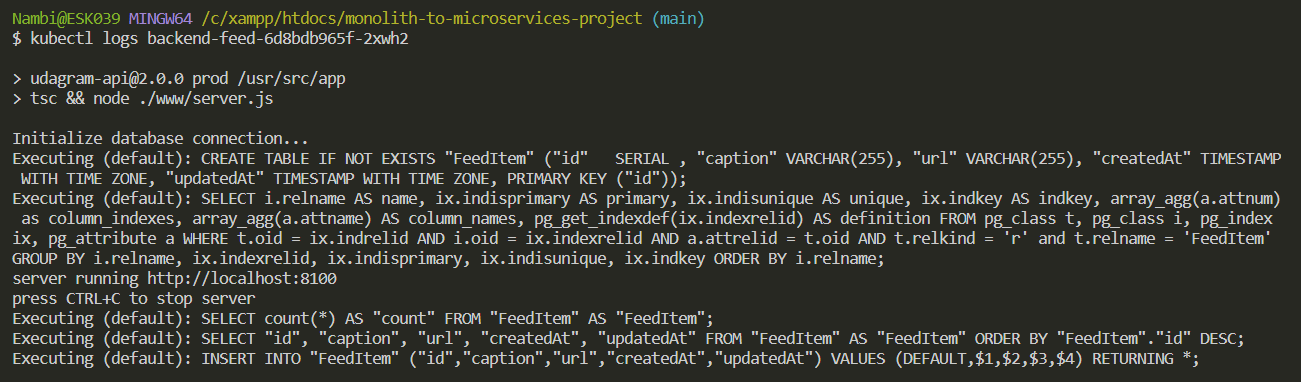 Nambi@ESK039 MINGW64 /c/xampp/htdocs/monolith-to-microservices-project (main)
$ kubectl logs backend-feed-6d8bdb965f-2xwh2
> udagram-api@2.0.0 prod /usr/src/app
> tsc && node ./www/server.js
Initialize database connection...
Executing (default): CREATE TABLE IF NOT EXISTS "FeedItem" ("id"   SERIAL , "caption" VARCHAR(255), "url" VARCHAR(255), "createdAt" TIMESTAMP
WITH TIME ZONE, "updatedAt" TIMESTAMP WITH TIME ZONE, PRIMARY KEY ("id"));
Executing (default): SELECT i.relname AS name, ix.indisprimary AS primary, ix.indisunique AS unique, ix.indkey AS indkey, array_agg(a.attnum)
as column_indexes, array_agg(a.attname) AS column_names, pg_get_indexdef(ix.indexrelid) AS definition FROM pg_class t, pg_class i, pg_index
ix, pg_attribute a WHERE t.oid = ix.indrelid AND i.oid = ix.indexrelid AND a.attrelid = t.oid AND t.relkind = 'r' and t.relname = 'FeedItem'
GROUP BY i.relname, ix.indexrelid, ix.indisprimary, ix.indisunique, ix.indkey ORDER BY i.relname;
server running http://localhost:8100
press CTRL+C to stop server
Executing (default): SELECT count(*) AS "count" FROM "FeedItem" AS "FeedItem";
Executing (default): SELECT "id", "caption", "url", "createdAt", "updatedAt" FROM "FeedItem" AS "FeedItem" ORDER BY "FeedItem"."id" DESC;
Executing (default): INSERT INTO "FeedItem" ("id","caption","url","createdAt","updatedAt") VALUES (DEFAULT,$1,$2,$3,$4) RETURNING *;